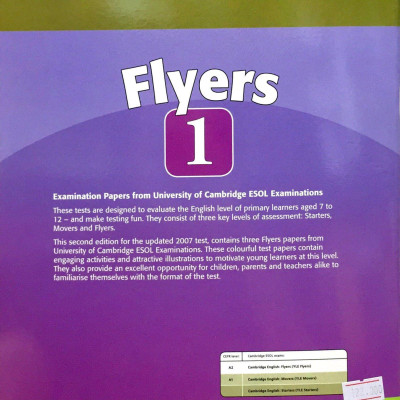 Flyers
1
Examination Papers from University of Cambridge ESOL Examinations
These tests are designed to evaluate the English level of primary learners aged 7 to
12 – and make testing fun. They consist of three key levels of assessment: Starters,
Movers and Flyers.
This second edition for the updated 2007 test, contains three Flyers papers from
University of Cambridge ESOL Examinations. These colourful test papers contain
engaging activities and attractive illustrations to motivate young learners at this level.
They also provide an excellent opportunity for children, parents and teachers alike to
familiarise themselves with the format of the test.
CEFR level Cambridge ESOL exams
A2 Cambridge English: Flyers (YLE Flyers)
A1 Cambridge English: Movers (YLE Movers)
Cambridge English: Starters (YLE Starters)